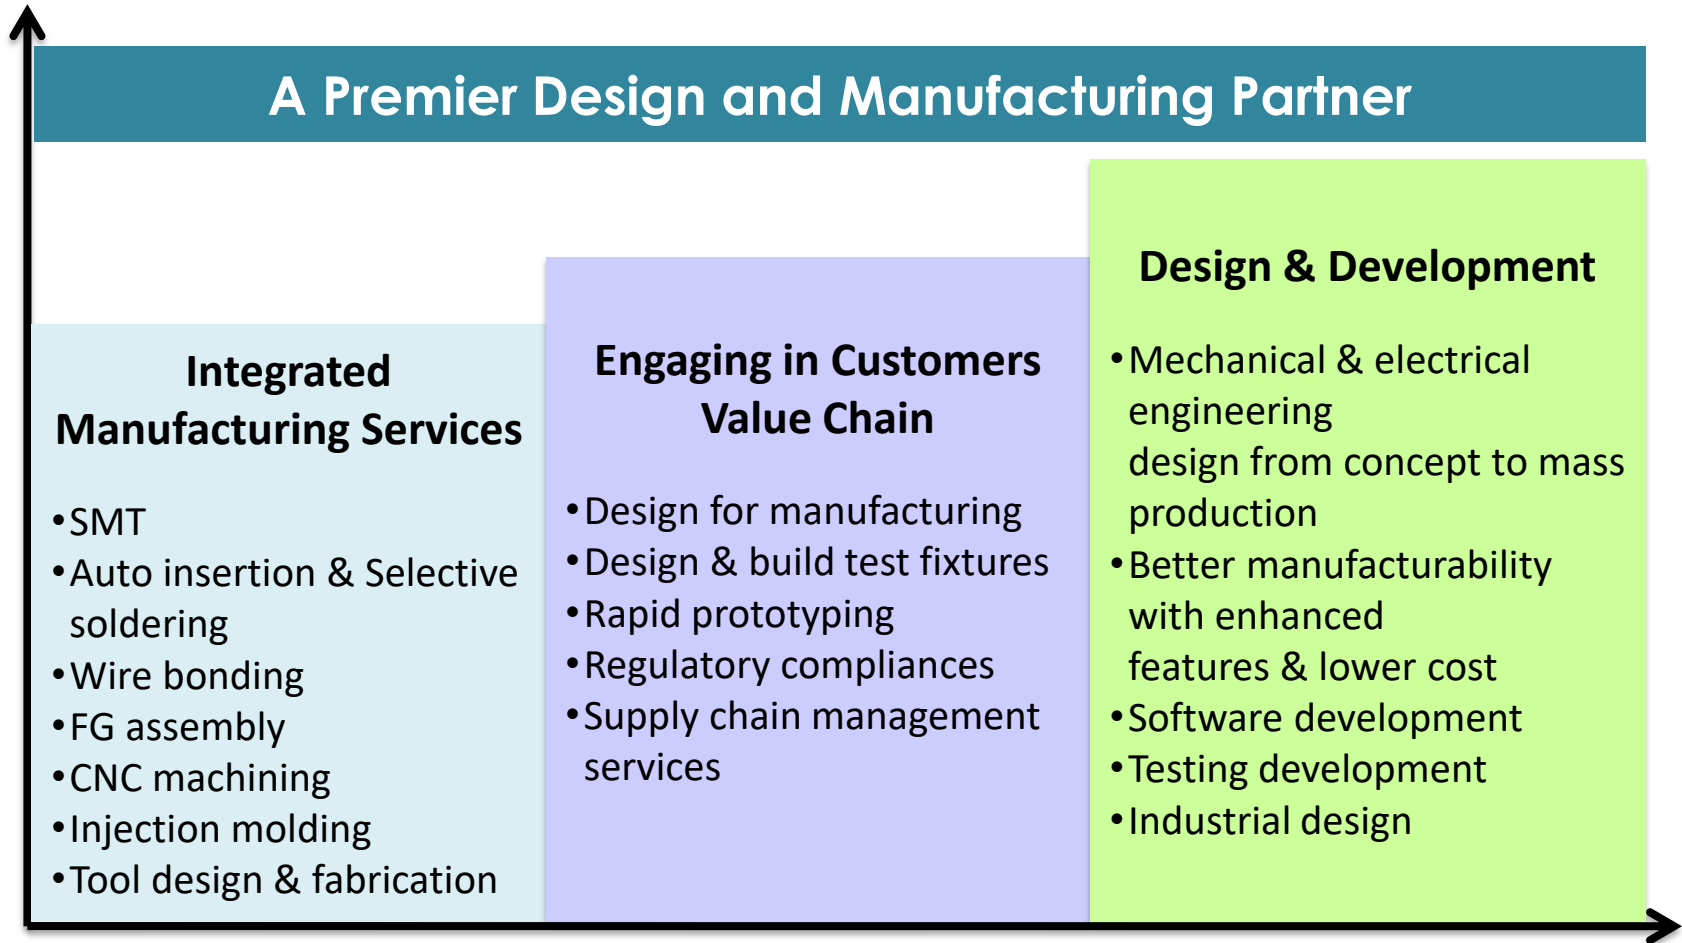 A Premier Design and Manufacturing Partner
Integrated
Manufacturing Services
•SMT
•Auto insertion & Selective
soldering
•Wire bonding
•FG assembly
•CNC machining
•Injection molding
•Tool design & fabrication
Engaging in Customers
Value Chain
•Design for manufacturing
•Design & build test fixtures
•Rapid prototyping
•Regulatory compliances
•Supply chain management
services
Design & Development
•Mechanical & electrical
engineering
design from concept to mass
production
•Better manufacturability
with enhanced
features & lower cost
•Software development
•Testing development
•Industrial design